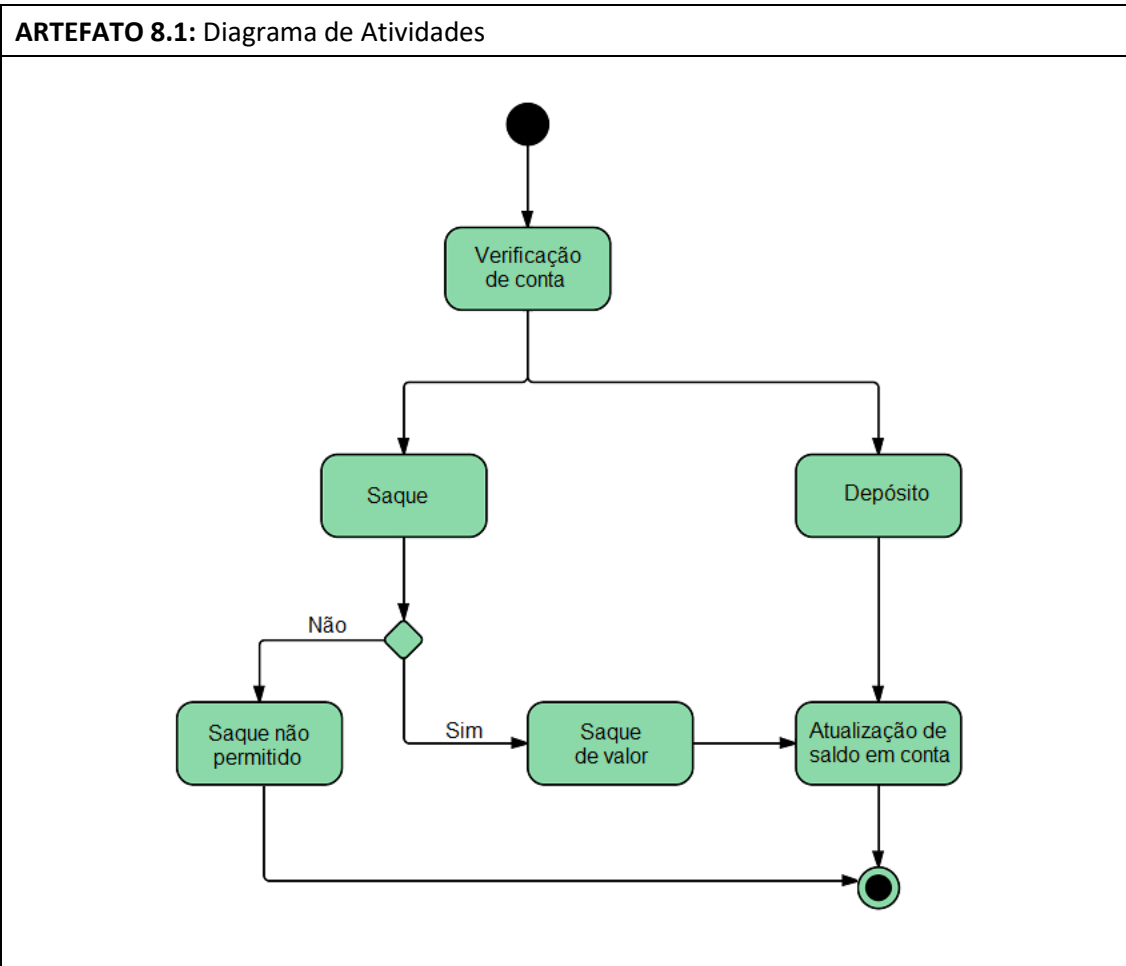 ARTEFATO 8.1: Diagrama de Atividades
Verificação
de conta
Saque
Depósito
Não
Sim
Saque não
permitido
Saque
de valor
Atualização de
saldo em conta